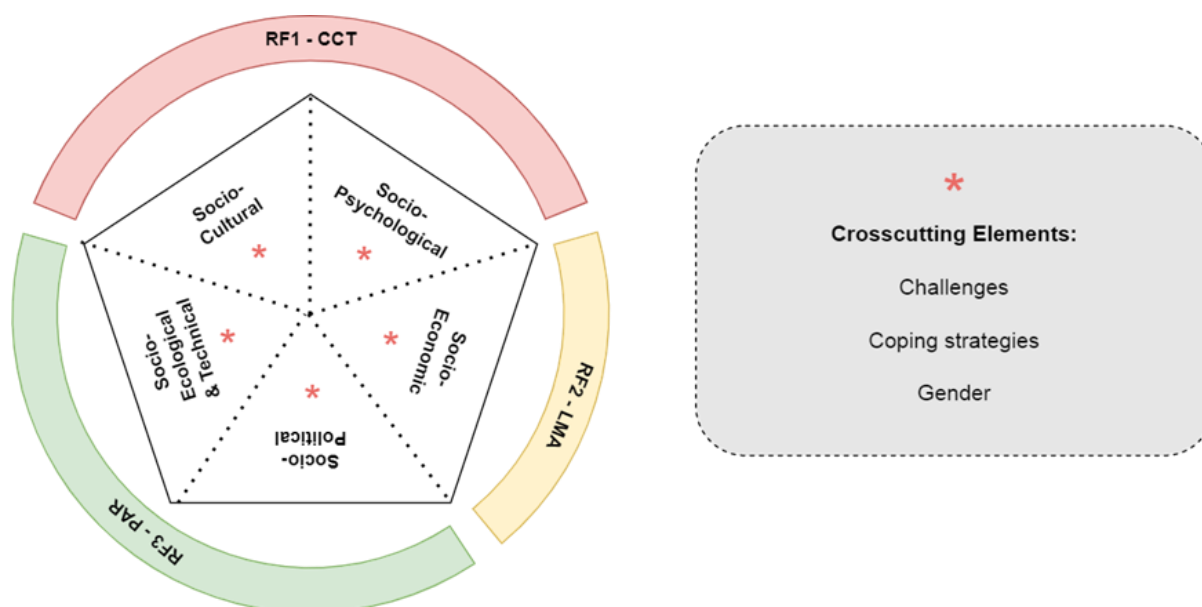 RF1 - CCT
Socio-
Cultural
Socio-
Psychological
Socio-
Economic
Socio-
Political
Socio-
Ecological
& Technical
RF2 - LMA
RF3 - PAR
*
Crosscutting Elements:
Challenges
Coping strategies
Gender